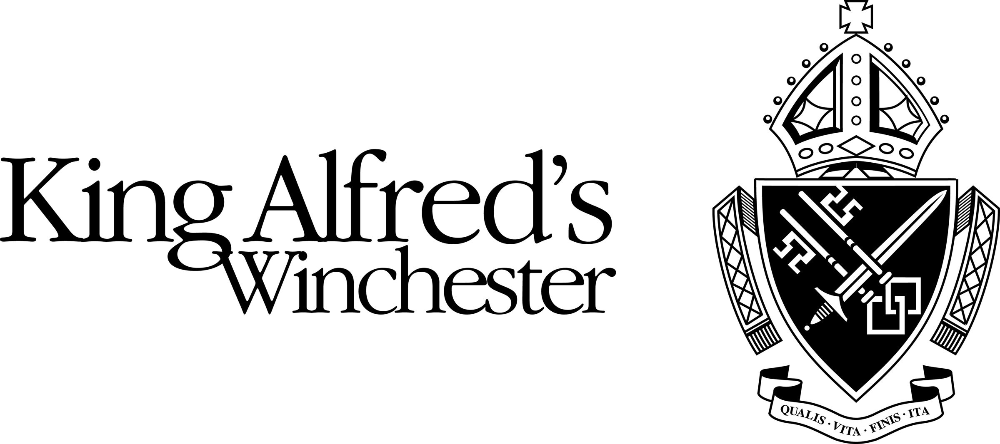 King Alfred's
Winchester
QUALIS · VITA · FINIS · ITA